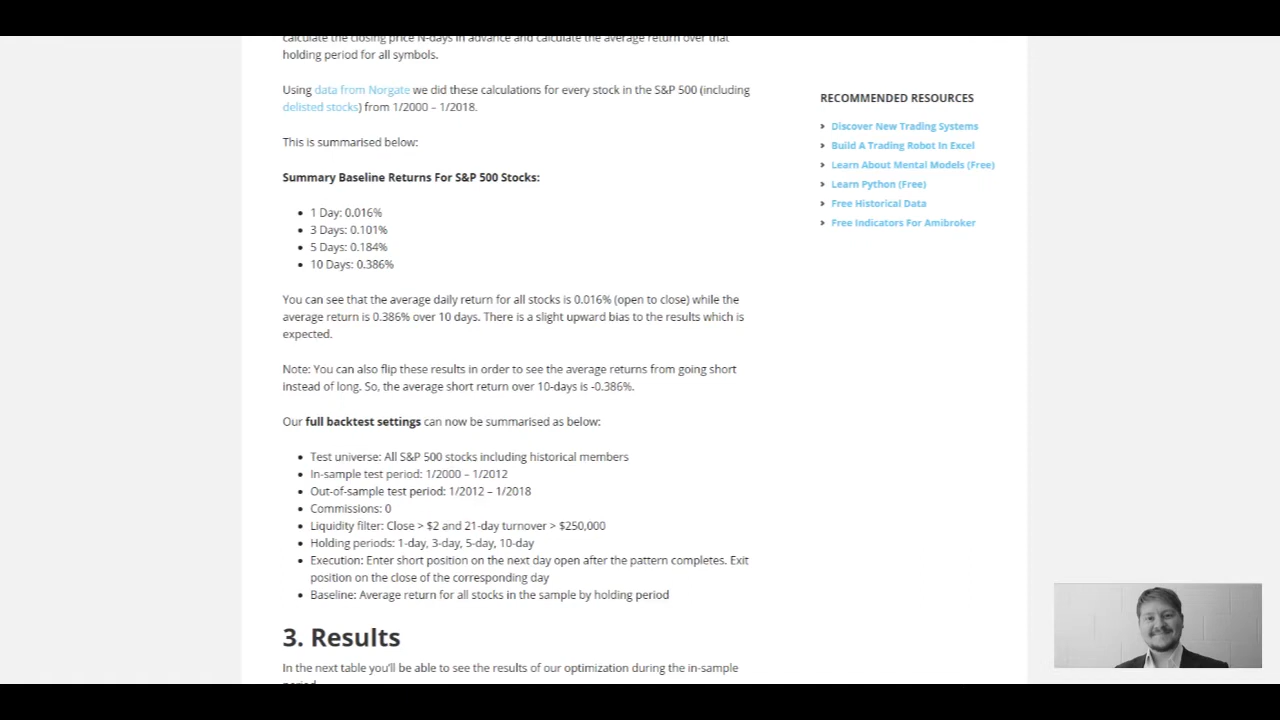 calculate the closing price N-days in advance and calculate the average return over that
holding period for all symbols.
Using data from Norgate we did these calculations for every stock in the S&P 500 (including
delisted stocks) from 1/2000 – 1/2018.
This is summarised below:
Summary Baseline Returns For S&P 500 Stocks:
• 1 Day: 0.016%
• 3 Days: 0.101%
• 5 Days: 0.184%
• 10 Days: 0.386%
You can see that the average daily return for all stocks is 0.016% (open to close) while the
average return is 0.386% over 10 days. There is a slight upward bias to the results which is
expected.
Note: You can also flip these results in order to see the average returns from going short
instead of long. So, the average short return over 10-days is -0.386%.
Our full backtest settings can now be summarised as below:
• Test universe: All S&P 500 stocks including historical members
• In-sample test period: 1/2000 – 1/2012
• Out-of-sample test period: 1/2012 – 1/2018
• Commissions: 0
• Liquidity filter: Close > $2 and 21-day turnover > $250,000
• Holding periods: 1-day, 3-day, 5-day, 10-day
• Execution: Enter short position on the next day open after the pattern completes. Exit
position on the close of the corresponding day
• Baseline: Average return for all stocks in the sample by holding period
3. Results
In the next table you'll be able to see the results of our optimization during the in-sample
RECOMMENDED RESOURCES
› Discover New Trading Systems
› Build A Trading Robot In Excel
› Learn About Mental Models (Free)
› Learn Python (Free)
› Free Historical Data
› Free Indicators For Amibroker